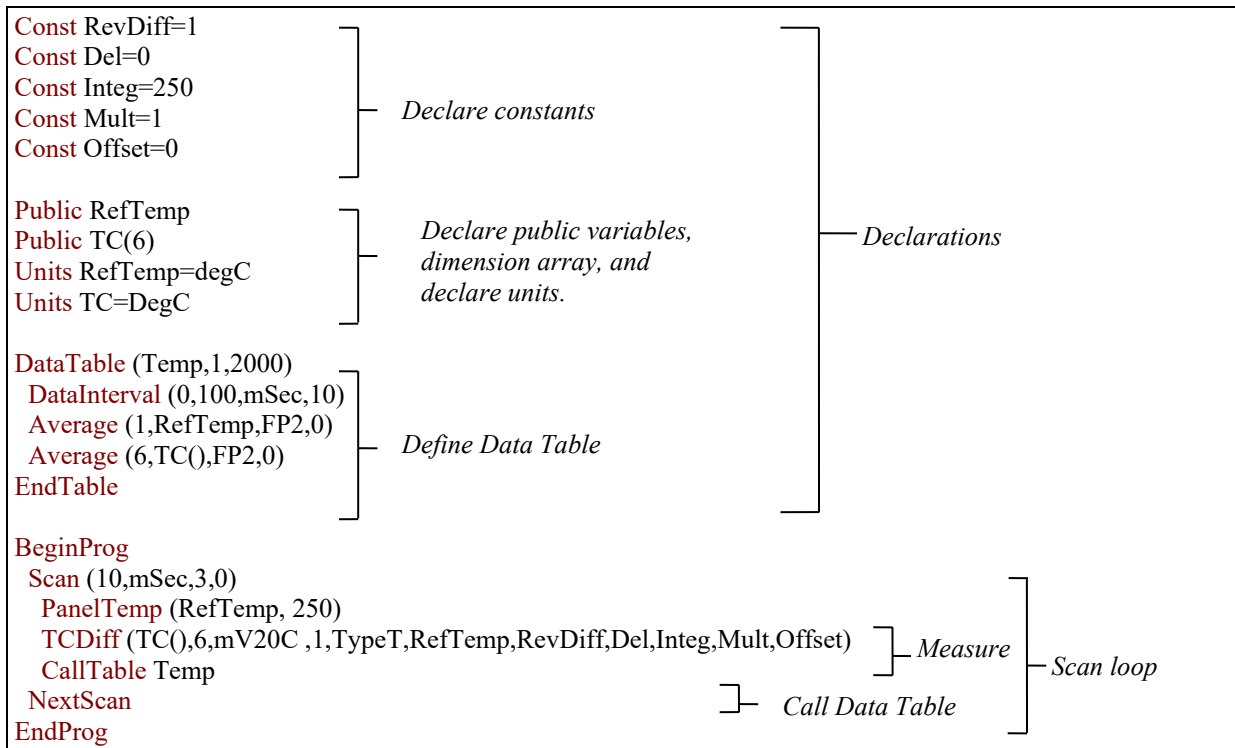 Const RevDiff=1
Const Del=0
Const Integ=250
Const Mult=1
Const Offset=0
Declare constants
Public RefTemp
Public TC(6)
Units RefTemp=degC
Units TC=DegC
Declare public variables,
dimension array, and
declare units.
Declarations
DataTable (Temp,1,2000)
DataInterval (0,100,mSec,10)
Average (1,RefTemp,FP2,0)
Average (6,TC(),FP2,0)
EndTable
Define Data Table
BeginProg
Scan (10,mSec,3,0)
PanelTemp (RefTemp, 250)
TCDiff (TC(),6,mV20C ,1,TypeT,RefTemp,RevDiff,Del,Integ,Mult,Offset)
Measure
CallTable Temp
Scan loop
NextScan
Call Data Table
EndProg